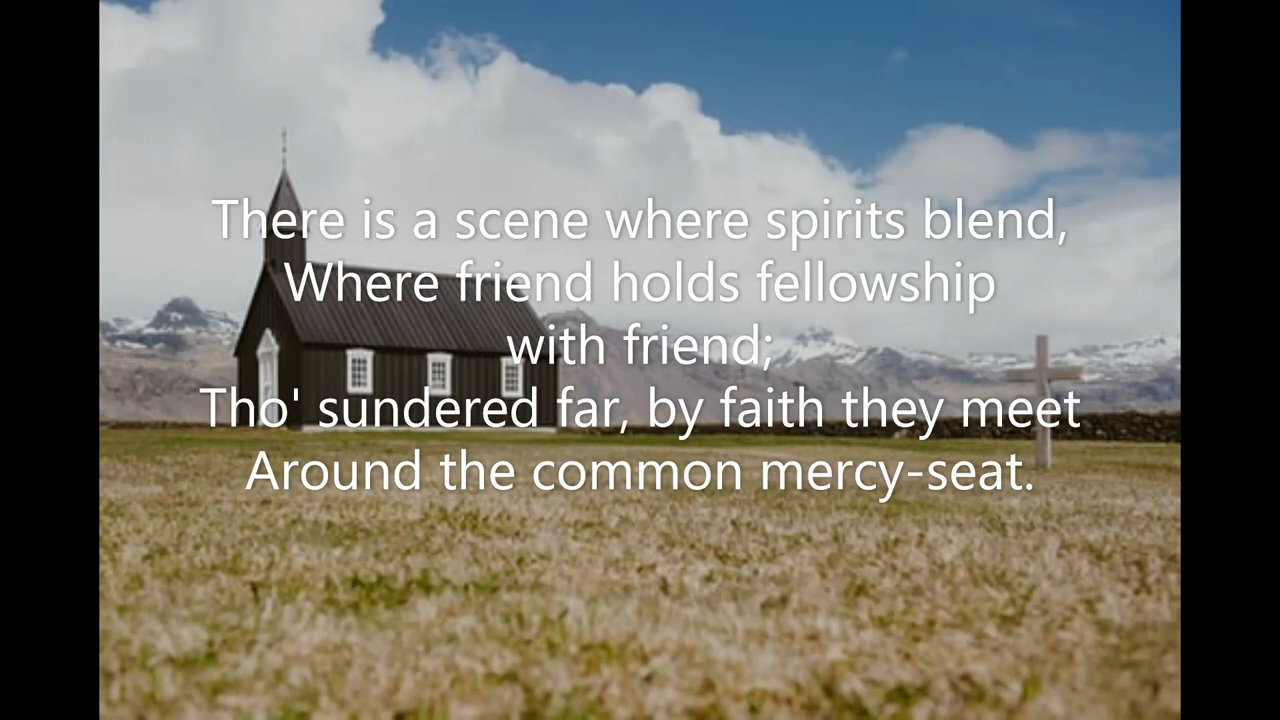 There is a scene where spirits blend,
Where friend holds fellowship
with friend;
Tho' sundered far, by faith they meet
Around the common mercy-seat.